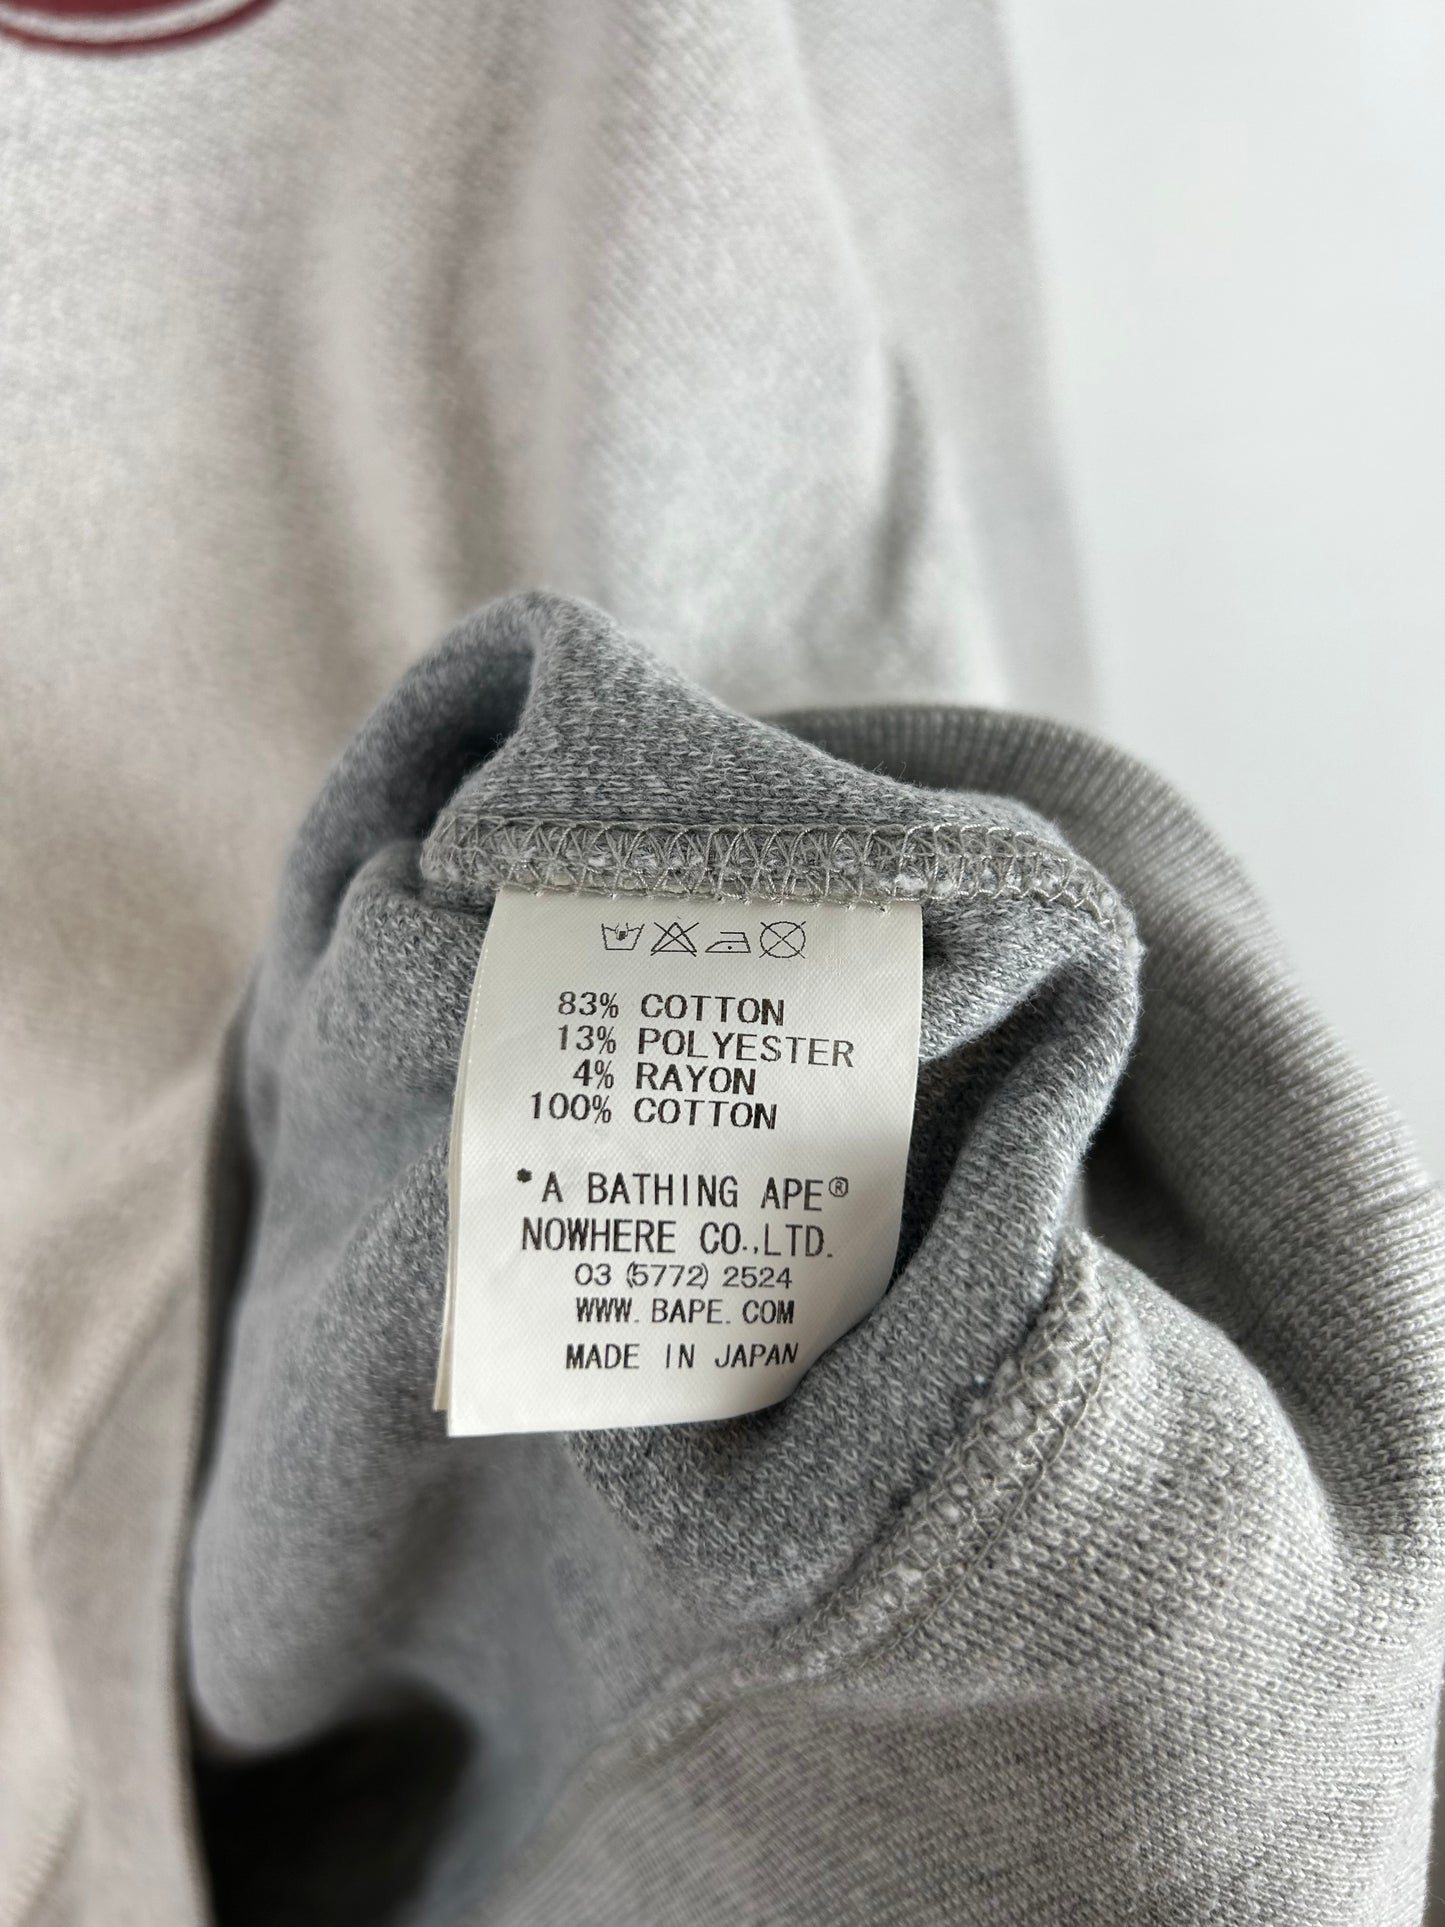 83% COTTON
13% POLYESTER
4% RAYON
100% COTTON
*A BATHING APE®
NOWHERE CO.,LTD.
03 (5772) 2524
WWW. BAPE. COM
MADE IN JAPAN